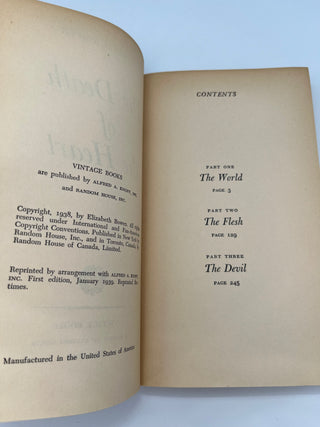 VINTAGE BOOKS
are published by ALFRED A. KNOPF, INC.
and RANDOM HOUSE, INC.
Copyright, 1938, by Elizabeth Bowen. All
reserved under International and Pan-American
Copyright Conventions. Published in New York
Random House, Inc., and in Toronto, Canada,
Random House of Canada, Limited.
Reprinted by arrangement with ALFRED A. KNOPF,
INC. First edition, January 1939. Reprinted
times.
Manufactured in the United States of America
CONTENTS
PART ONE
The World
PAGE 3
PART TWO
The Flesh
PAGE 129
PART THREE
The Devil
PAGE 245